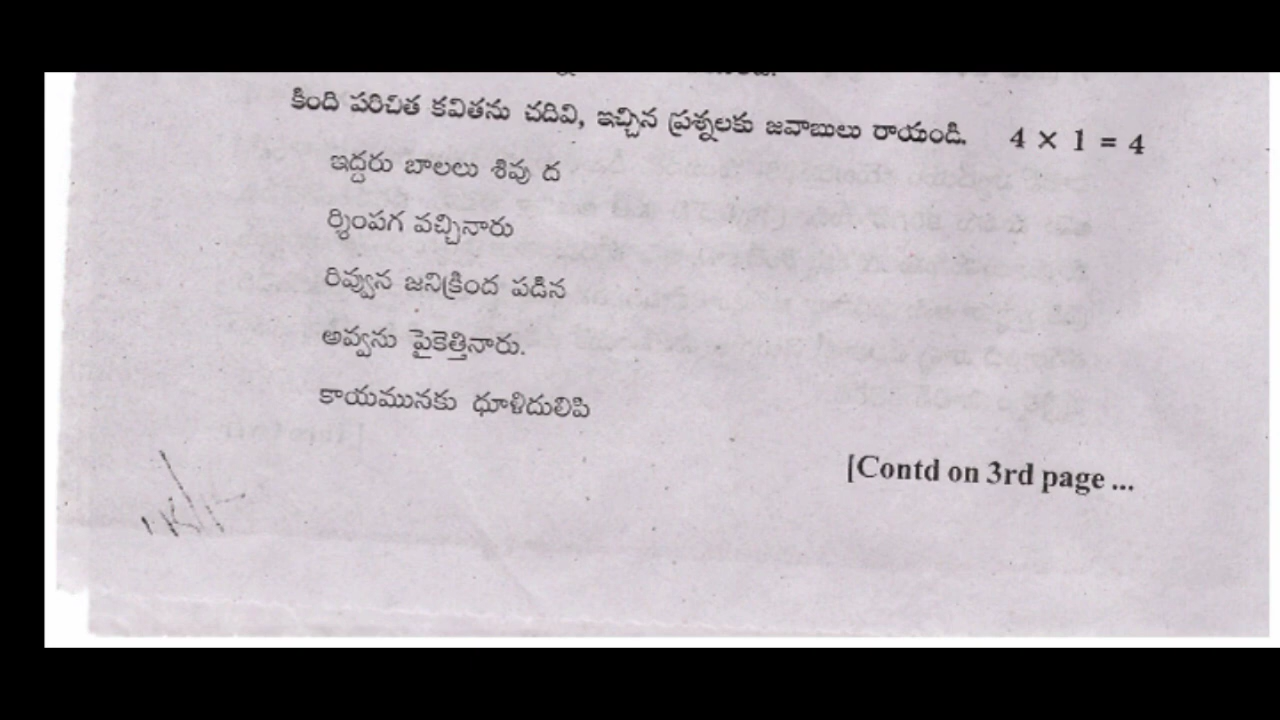 కింది పరిచిత కవితను చదివి, ఇచ్చిన ప్రశ్నలకు జవాబులు రాయండి. 4 × 1 = 4
ఇద్దరు బాలలు శివు ద
ర్శింపగ వచ్చినారు
రివ్వున జనిక్రింద పడిన
అవ్వను పైకెత్తినారు.
కాయమునకు ధూళిదులిపి
[Contd on 3rd page ...